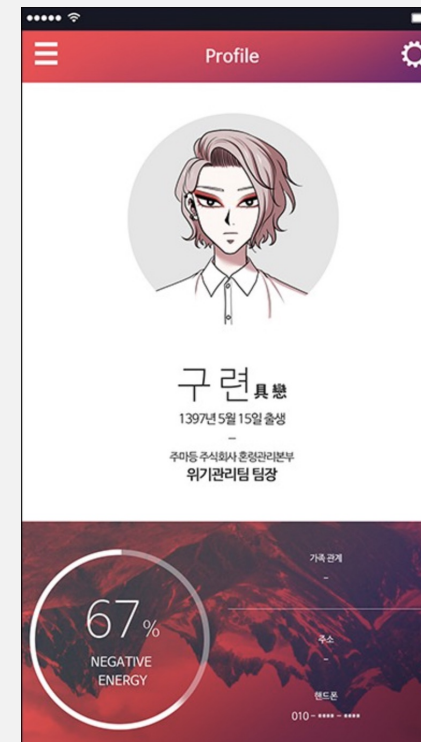 Profile
구 련 具 戀
1397년 5월 15일 출생
–
주마등 주식회사 혼령관리본부
위기관리팀 팀장
67%
NEGATIVE
ENERGY
가족 관계
–
주소
–
핸드폰
010 - **** - ****